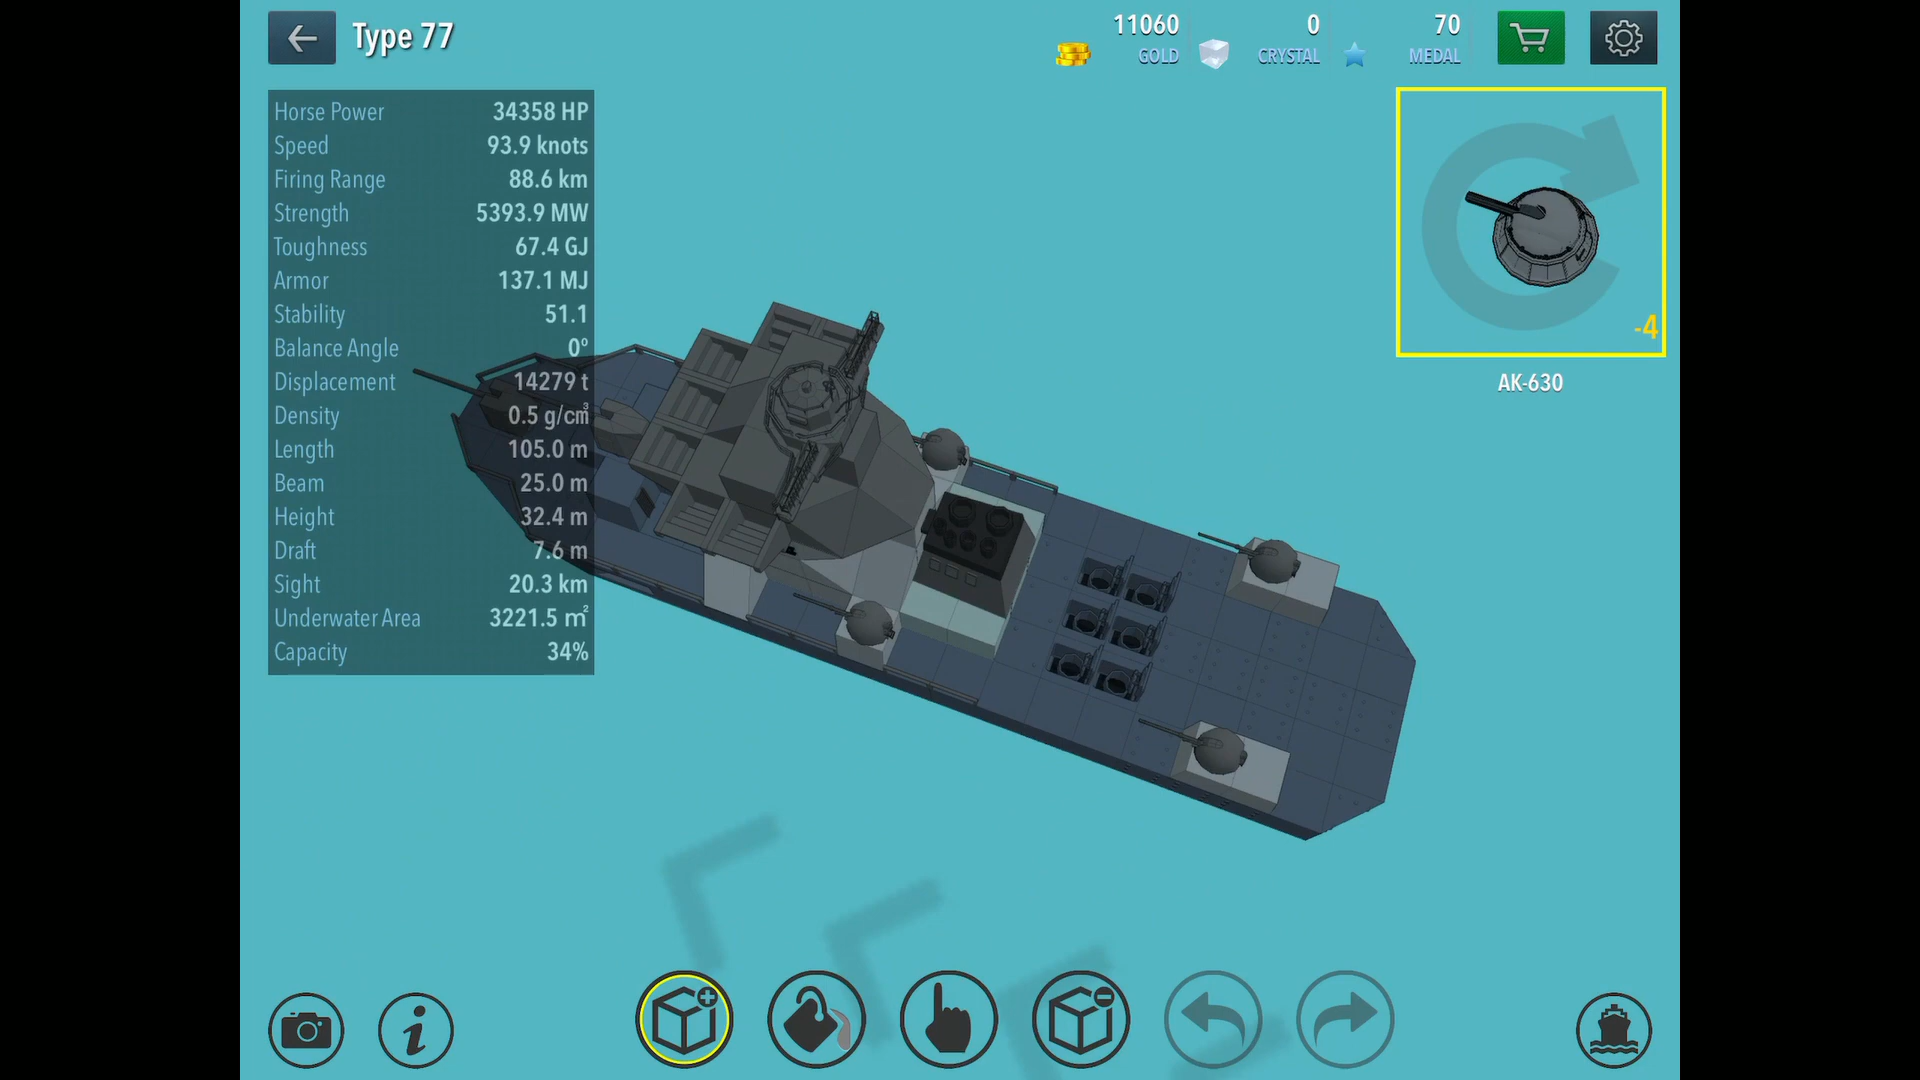 Type 77
11060
GOLD
0
CRYSTAL
70
MEDAL
Horse Power 34358 HP
Speed 93.9 knots
Firing Range 88.6 km
Strength 5393.9 MW
Toughness 67.4 GJ
Armor 137.1 MJ
Stability 51.1
Balance Angle 0°
Displacement 14279 t
Density 0.5 g/cm³
Length 105.0 m
Beam 25.0 m
Height 32.4 m
Draft 7.6 m
Sight 20.3 km
Underwater Area 3221.5 m²
Capacity 34%
-4
AK-630